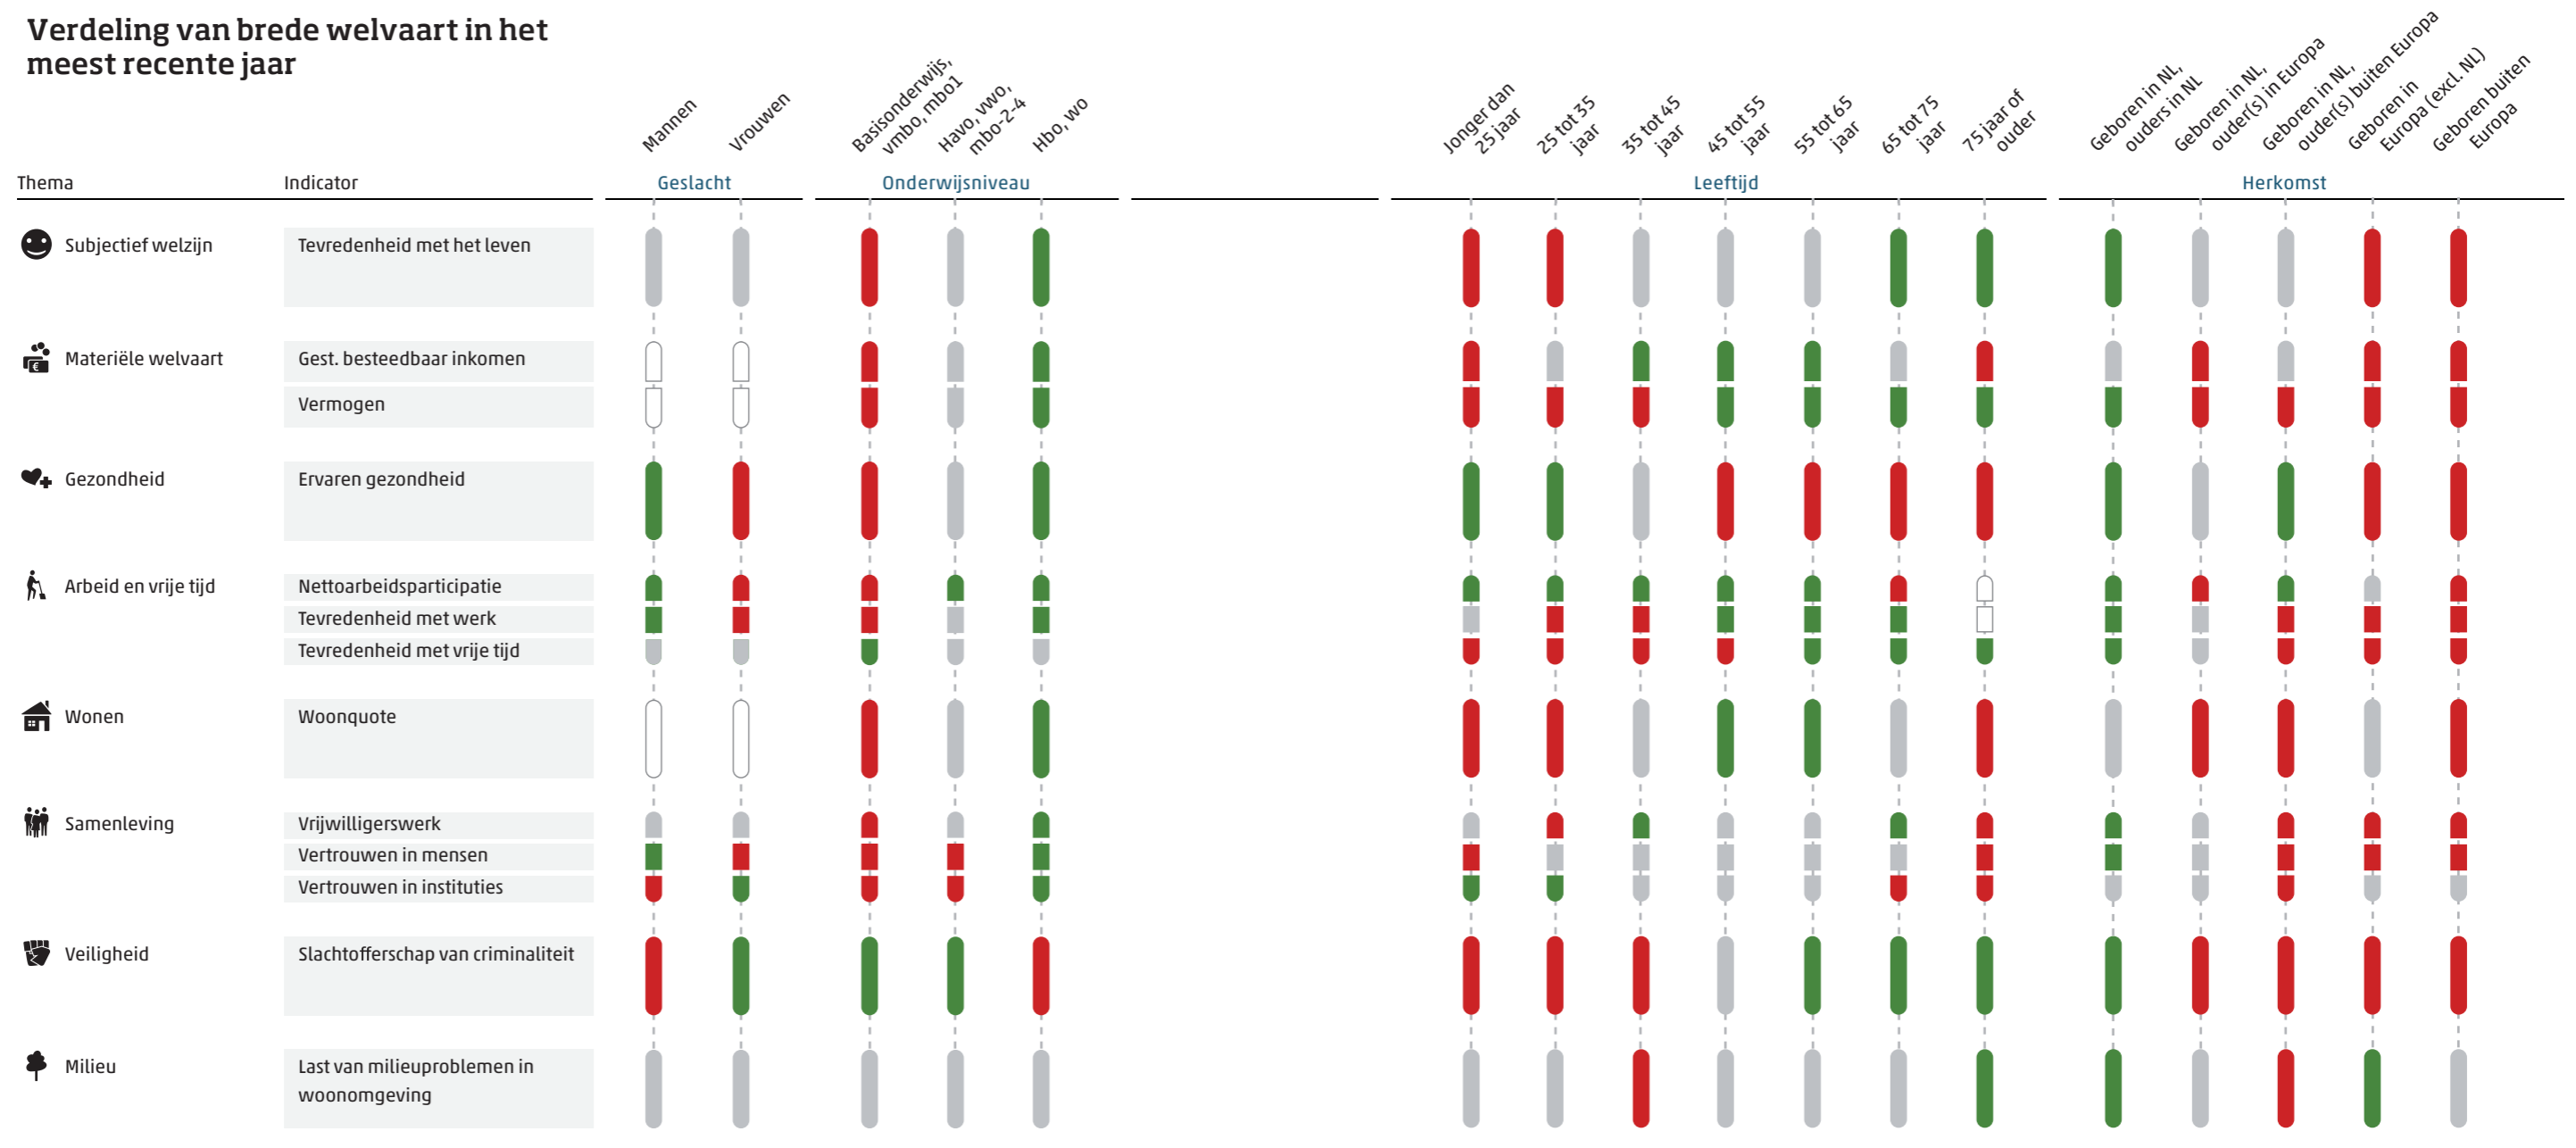 Verdeling van brede welvaart in het
meest recente jaar
Mannen
Vrouwen
Basisonderwijs,
vmbo, mbo1
Havo, vwo,
mbo-2-4
Hbo, wo
Jonger dan
25 jaar
25 tot 35
jaar
35 tot 45
jaar
45 tot 55
jaar
55 tot 65
jaar
65 tot 75
jaar
75 jaar of
ouder
Geboren in NL,
ouders in NL
Geboren in NL,
ouder(s) in Europa
Geboren in NL,
ouder(s) buiten Europa
Geboren in
Europa (excl. NL)
Geboren buiten
Europa
Thema
Indicator
Geslacht
Onderwijsniveau
Leeftijd
Herkomst
Subjectief welzijn
Tevredenheid met het leven
Materiële welvaart
Gest. besteedbaar inkomen
Vermogen
Gezondheid
Ervaren gezondheid
Arbeid en vrije tijd
Nettoarbeidsparticipatie
Tevredenheid met werk
Tevredenheid met vrije tijd
Wonen
Woonquote
Samenleving
Vrijwilligerswerk
Vertrouwen in mensen
Vertrouwen in instituties
Veiligheid
Slachtofferschap van criminaliteit
Milieu
Last van milieuproblemen in
woonomgeving